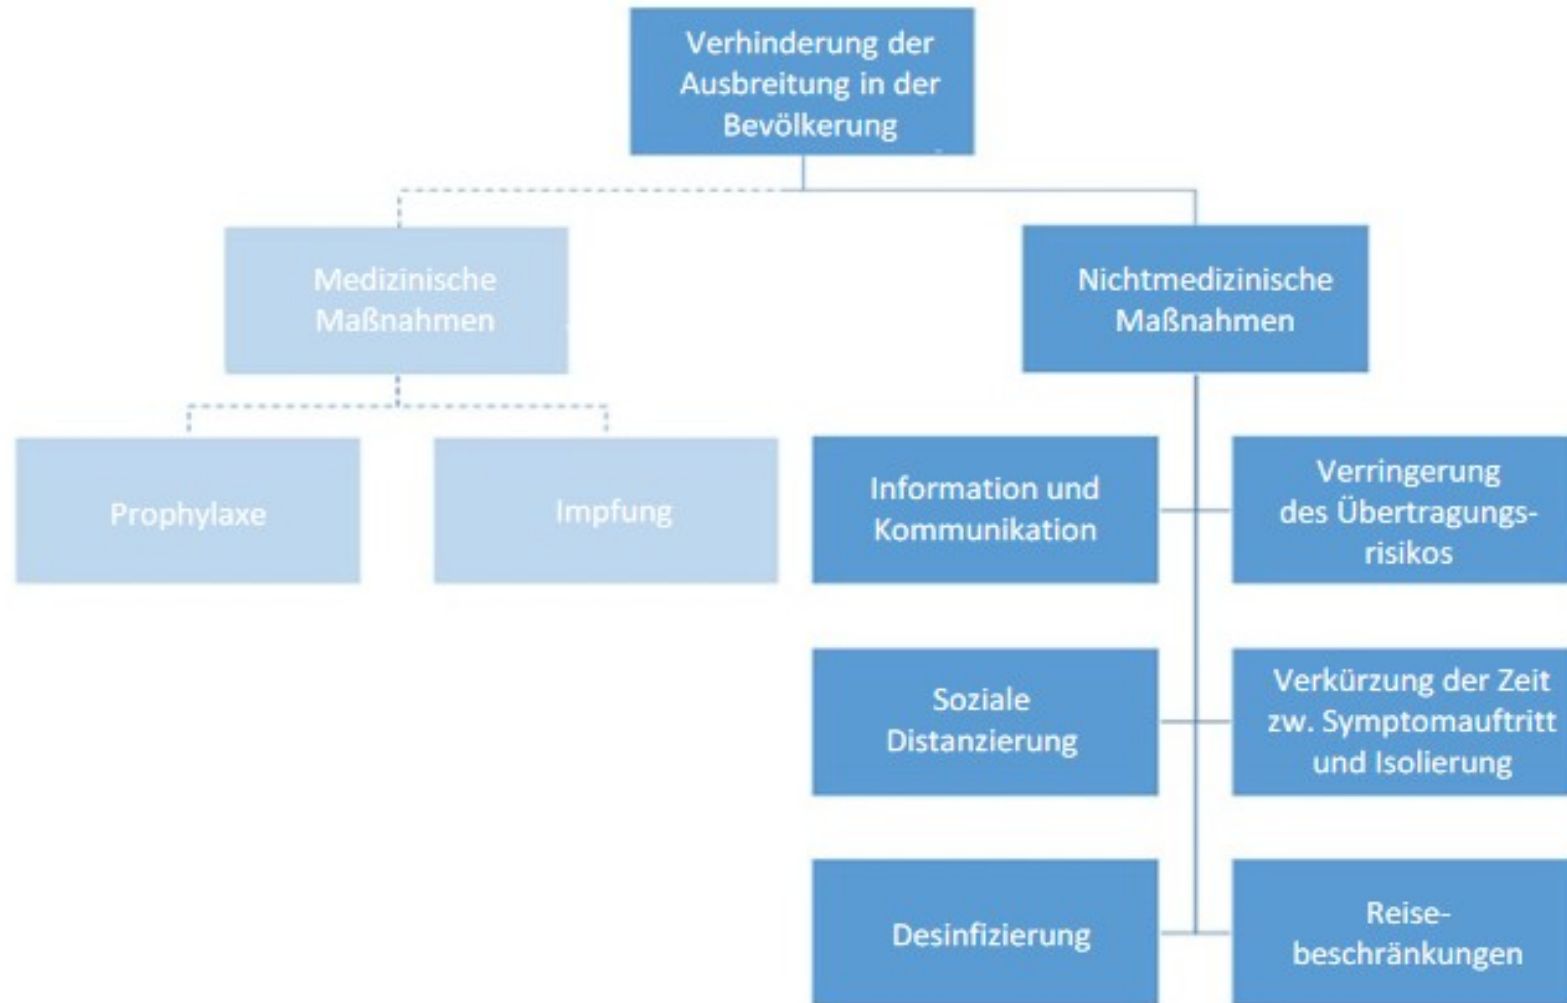 Verhinderung der
Ausbreitung in der
Bevölkerung
Medizinische
Maßnahmen
Nichtmedizinische
Maßnahmen
Prophylaxe
Impfung
Information und
Kommunikation
Verringerung
des Übertragungs-
risikos
Soziale
Distanzierung
Verkürzung der Zeit
zw. Symptomauftritt
und Isolierung
Desinfizierung
Reise-
beschränkungen